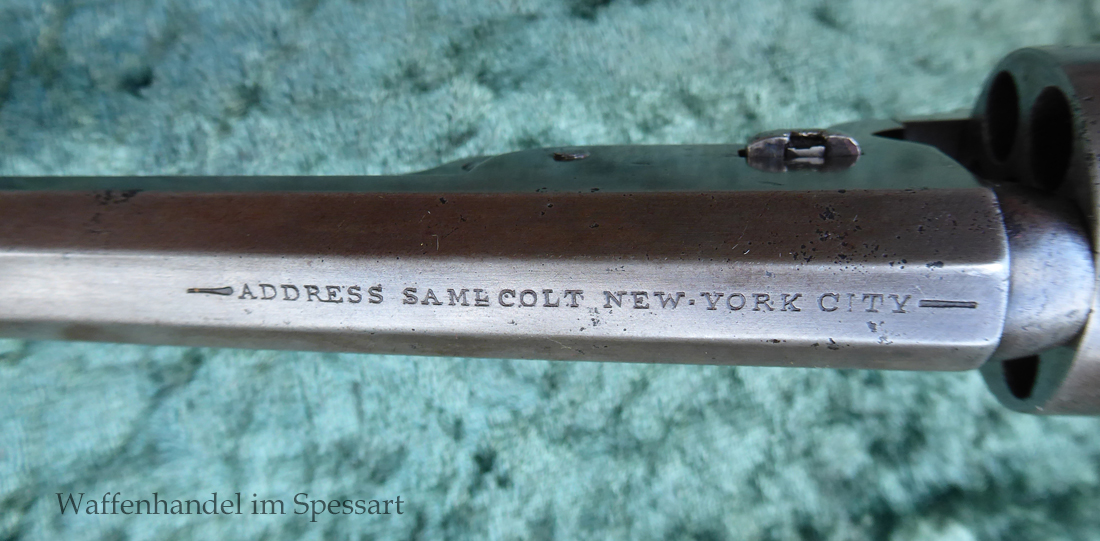 ADDRESS SAML COLT NEW-YORK CITY
Waffenhandel im Spessart